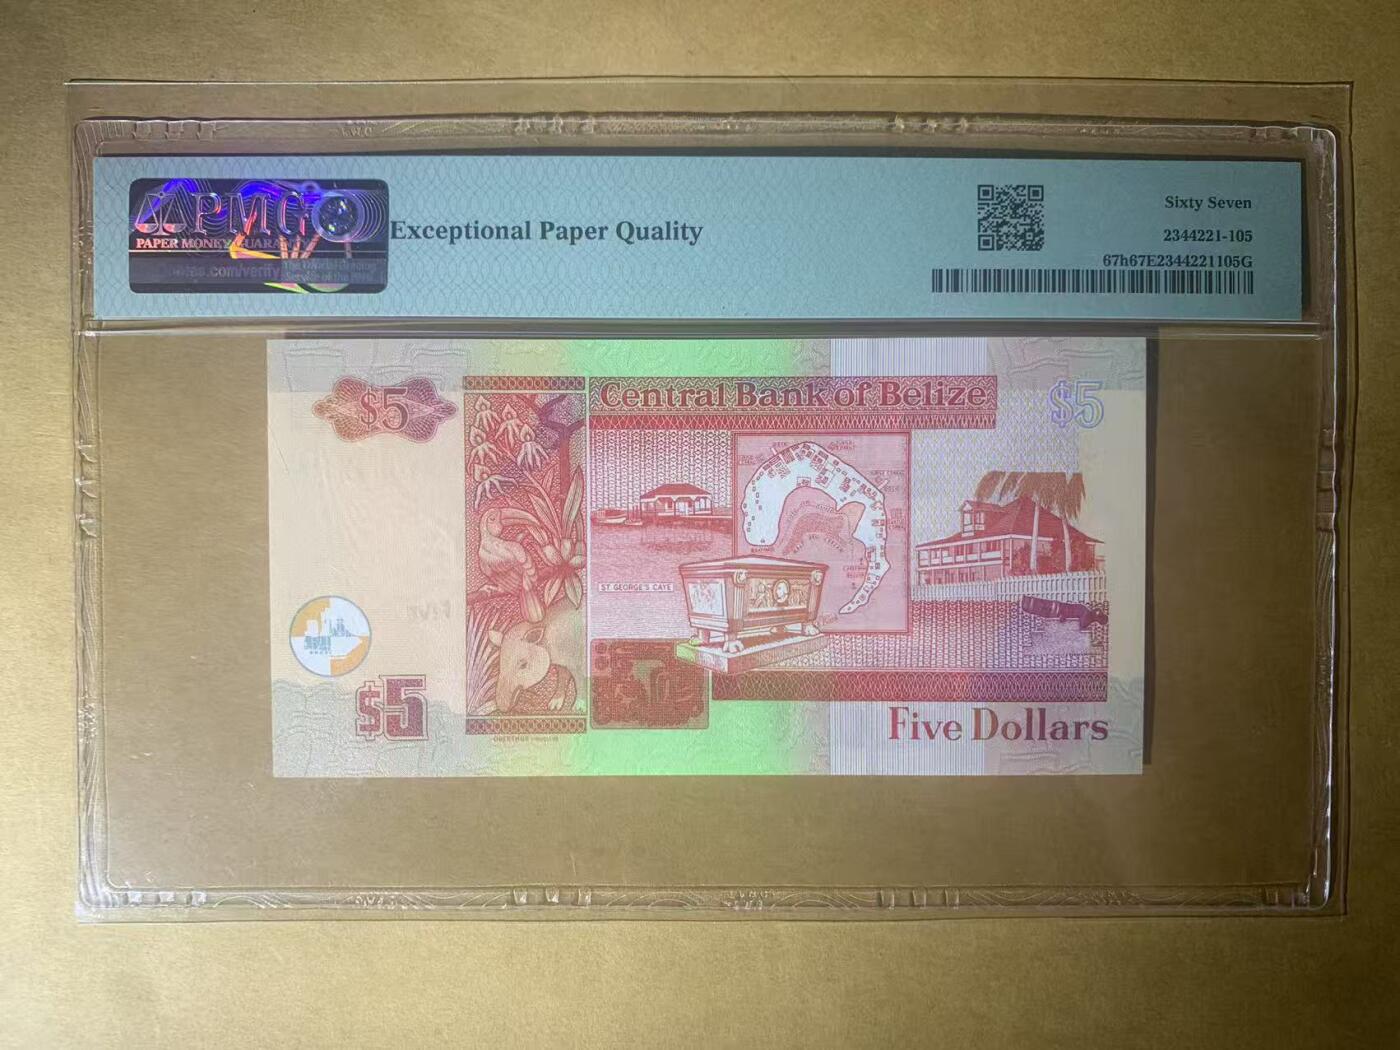 PMG
PAPER MONEY GUARANTY
Exceptional Paper Quality
Sixty Seven
2344221-105
67h67E2344221105G
$5
Central Bank of Belize
$5
ST. GEORGE'S CAYE
$5
Five Dollars